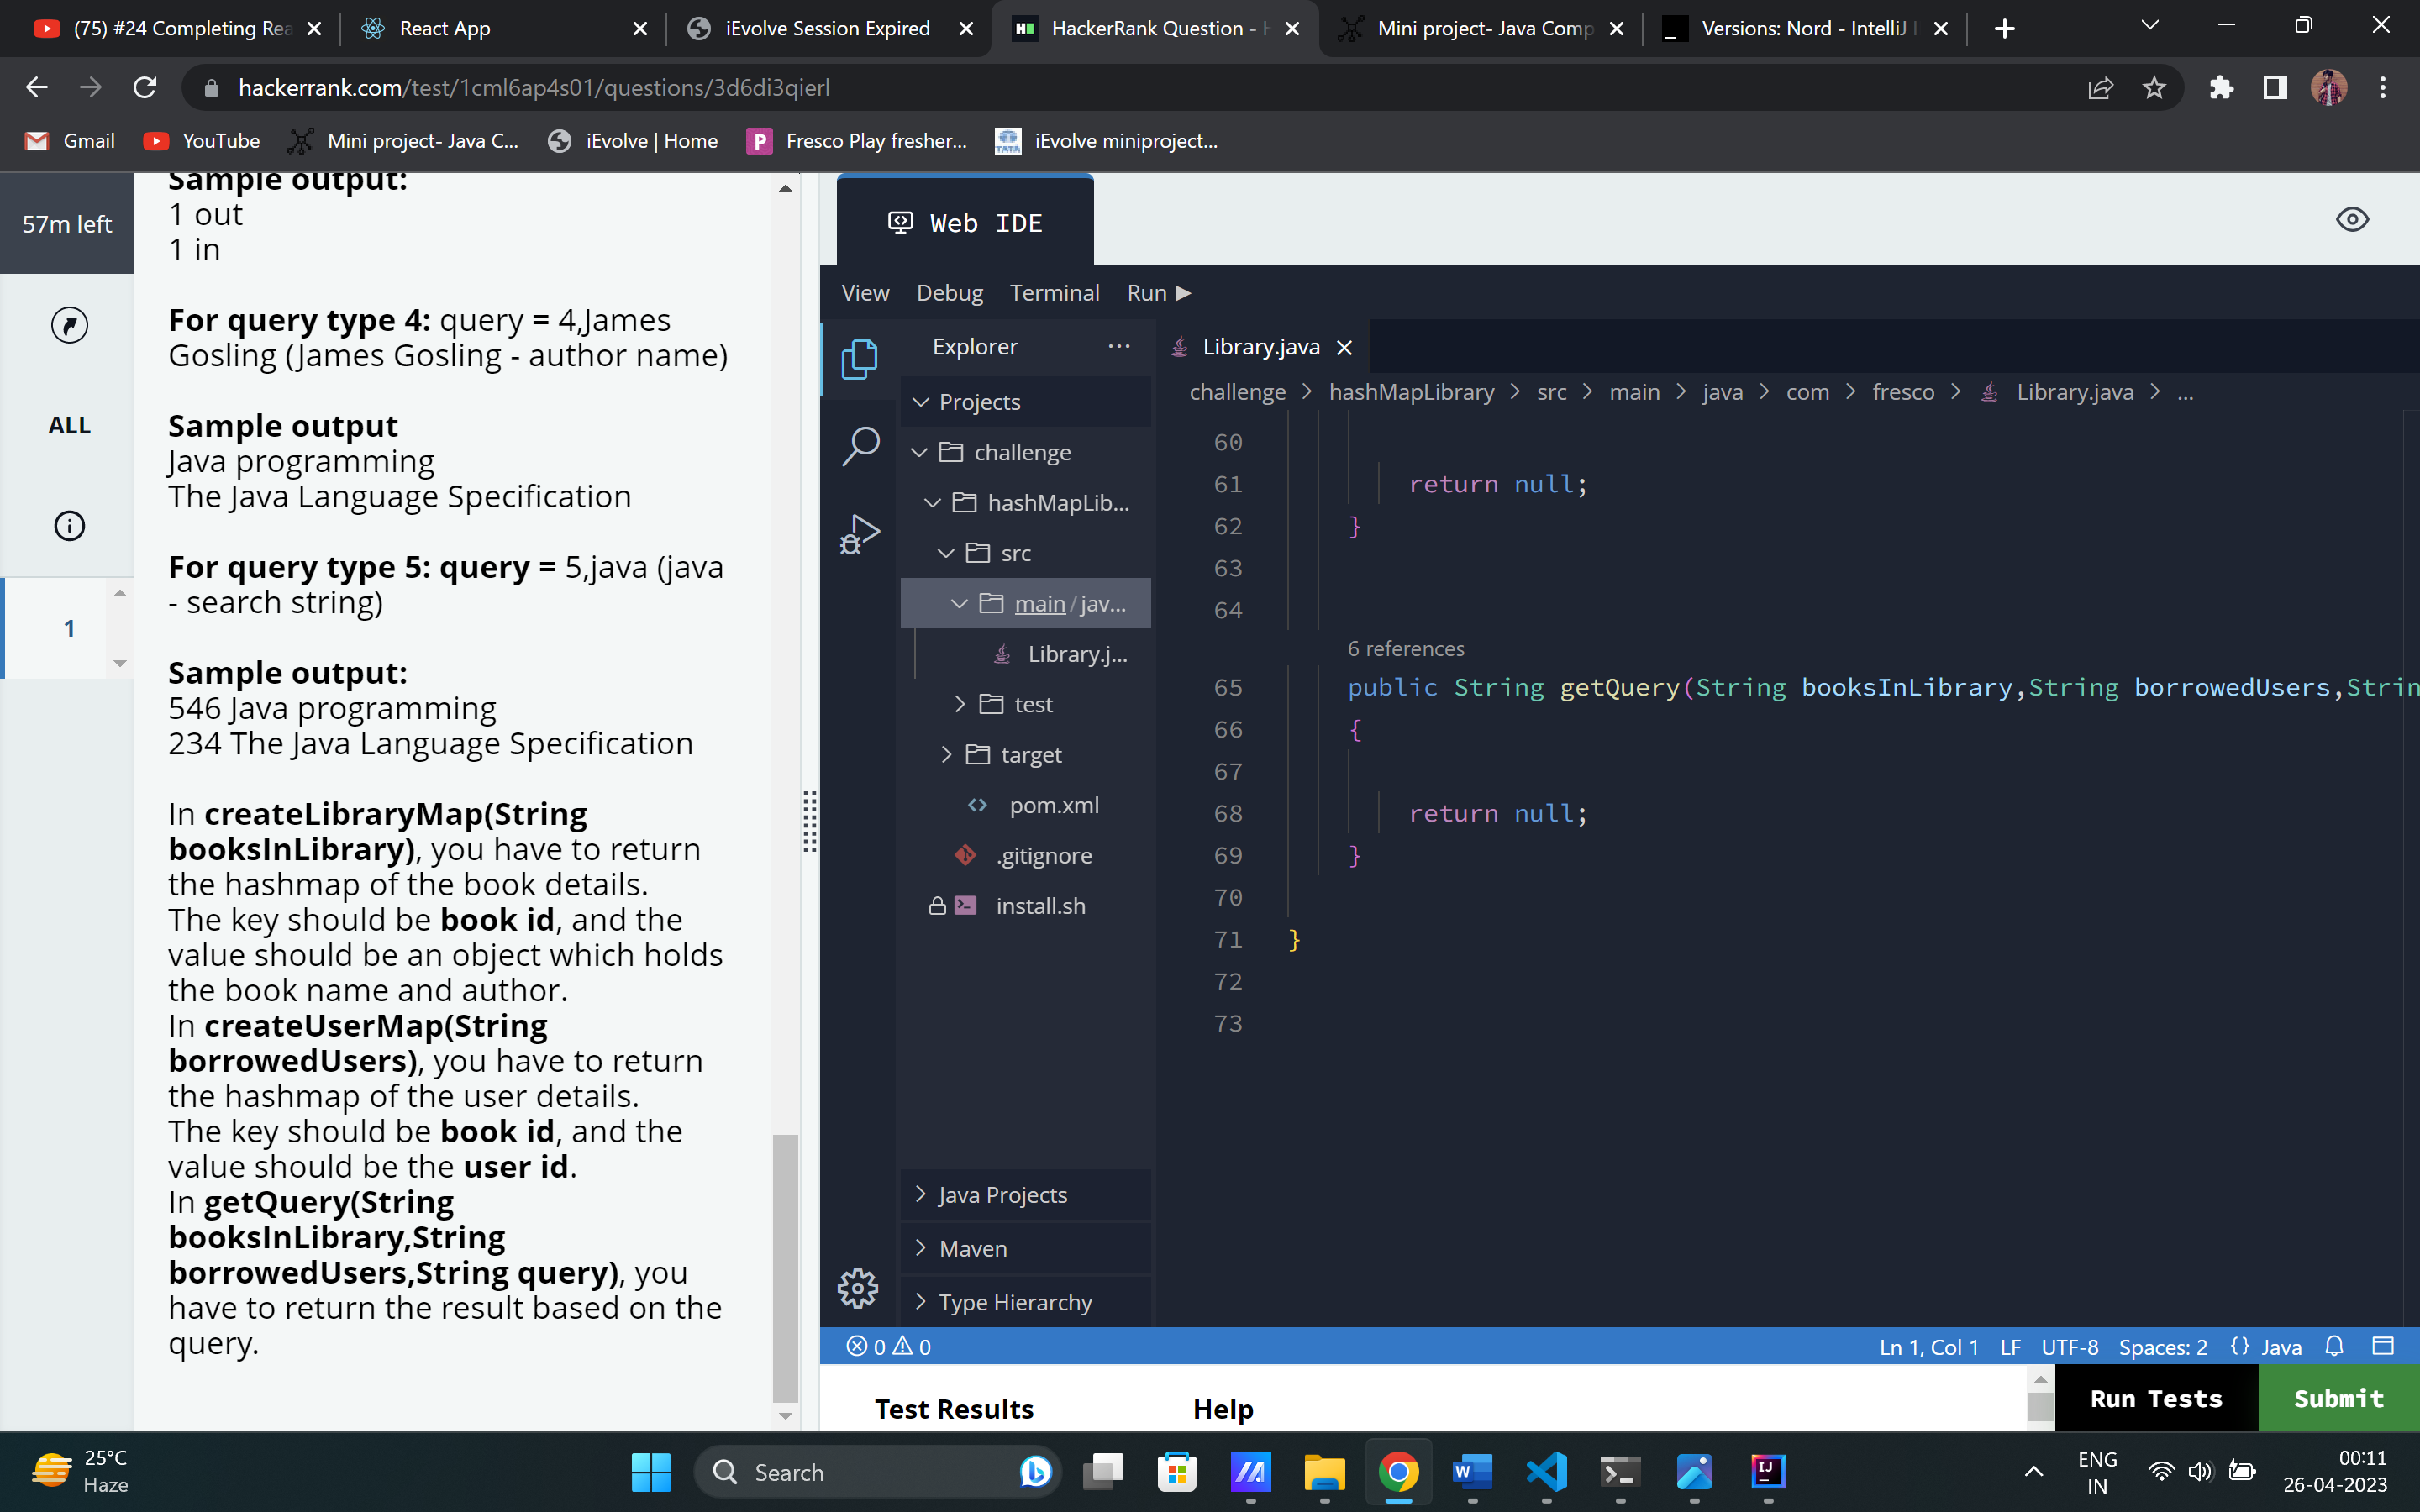 (75) #24 Completing Rea
React App
iEvolve Session Expired
HackerRank Question - H
Mini project- Java Comp
Versions: Nord - IntelliJ I
hackerrank.com/test/1cml6ap4s01/questions/3d6di3qierl
Gmail
YouTube
Mini project- Java C...
iEvolve | Home
Fresco Play fresher...
iEvolve miniproject...
57m left
ALL
1
Sample output:
1 out
1 in
For query type 4: query = 4,James
Gosling (James Gosling - author name)
Sample output
Java programming
The Java Language Specification
For query type 5: query = 5,java (java
- search string)
Sample output:
546 Java programming
234 The Java Language Specification
In createLibraryMap(String
booksInLibrary), you have to return
the hashmap of the book details.
The key should be book id, and the
value should be an object which holds
the book name and author.
In createUserMap(String
borrowedUsers), you have to return
the hashmap of the user details.
The key should be book id, and the
value should be the user id.
In getQuery(String
booksInLibrary,String
borrowedUsers,String query), you
have to return the result based on the
query.
Web IDE
View Debug Terminal Run
Explorer ...
Projects
challenge
hashMapLib...
src
main/jav...
Library.j...
test
target
pom.xml
.gitignore
install.sh
Java Projects
Maven
Type Hierarchy
Library.java
challenge > hashMapLibrary > src > main > java > com > fresco > Library.java > ...
60
61 return null;
62 }
63
64
6 references
65 public String getQuery(String booksInLibrary,String borrowedUsers,Strin
66 {
67
68 return null;
69 }
70
71 }
72
73
0 0
Ln 1, Col 1 LF UTF-8 Spaces: 2 {} Java
Test Results
Help
Run Tests
Submit
25°C
Haze
Search
ENG
IN
00:11
26-04-2023